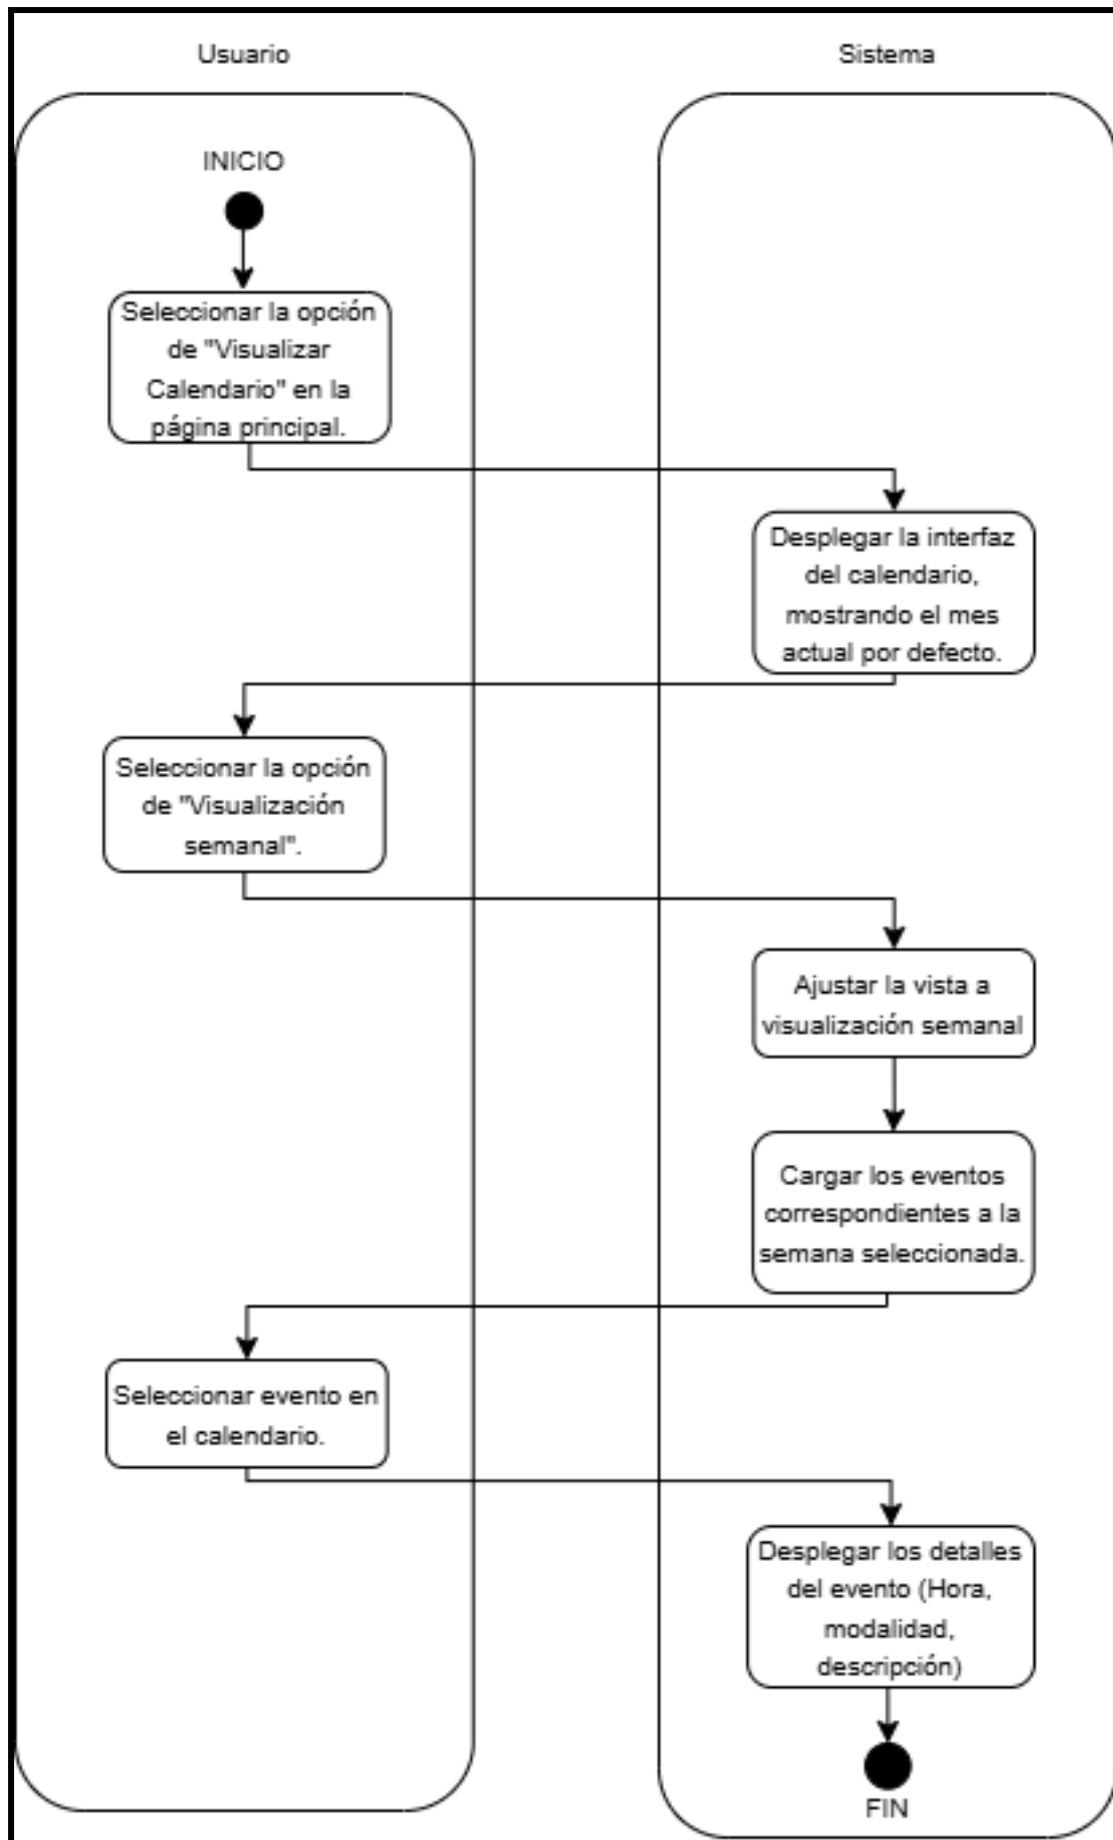 Usuario
Sistema
INICIO
Seleccionar la opción
de "Visualizar
Calendario" en la
página principal.
Desplegar la interfaz
del calendario,
mostrando el mes
actual por defecto.
Seleccionar la opción
de "Visualización
semanal".
Ajustar la vista a
visualización semanal
Cargar los eventos
correspondientes a la
semana seleccionada.
Seleccionar evento en
el calendario.
Desplegar los detalles
del evento (Hora,
modalidad,
descripción)
FIN